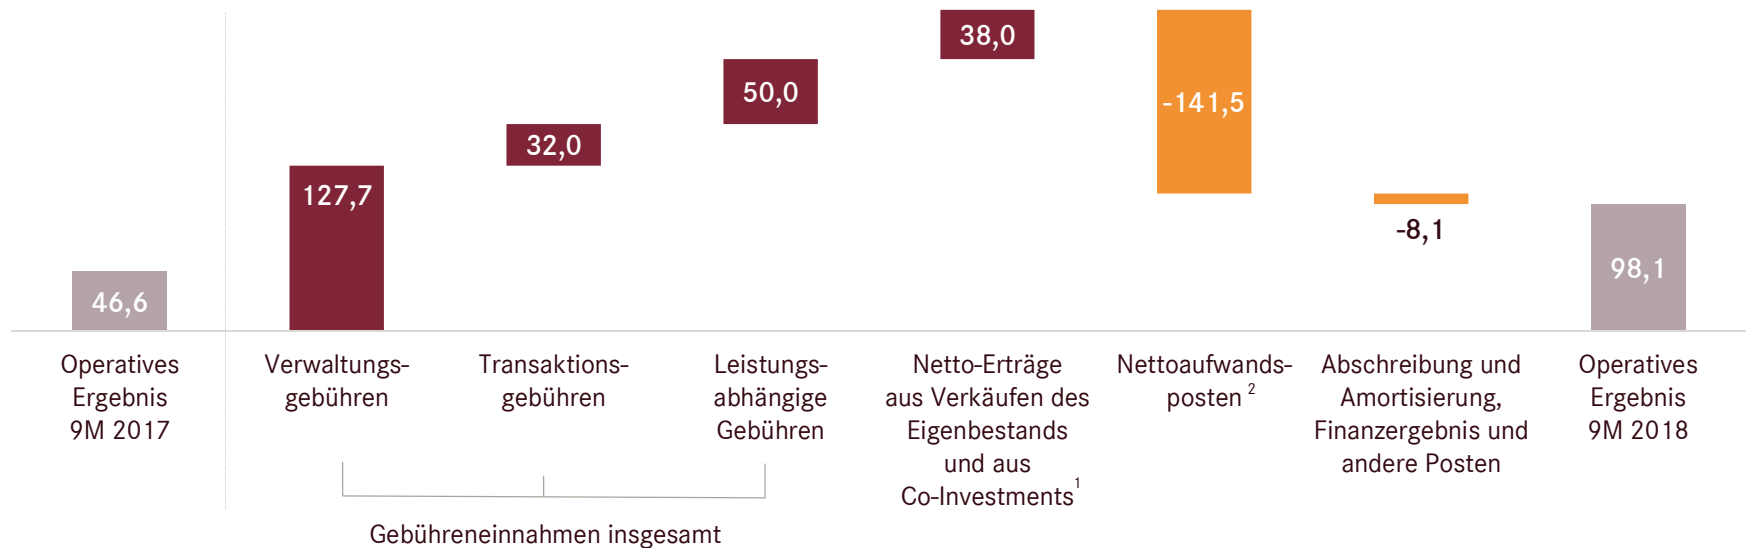 46,6
127,7
32,0
50,0
38,0
-141,5
-8,1
98,1
Operatives
Ergebnis
9M 2017
Verwaltungs-
gebühren
Transaktions-
gebühren
Leistungs-
abhängige
Gebühren
Netto-Erträge
aus Verkäufen des
Eigenbestands
und aus
Co-Investments¹
Nettoaufwands-
posten ²
Abschreibung und
Amortisierung,
Finanzergebnis und
andere Posten
Operatives
Ergebnis
9M 2018
Gebühreneinnahmen insgesamt